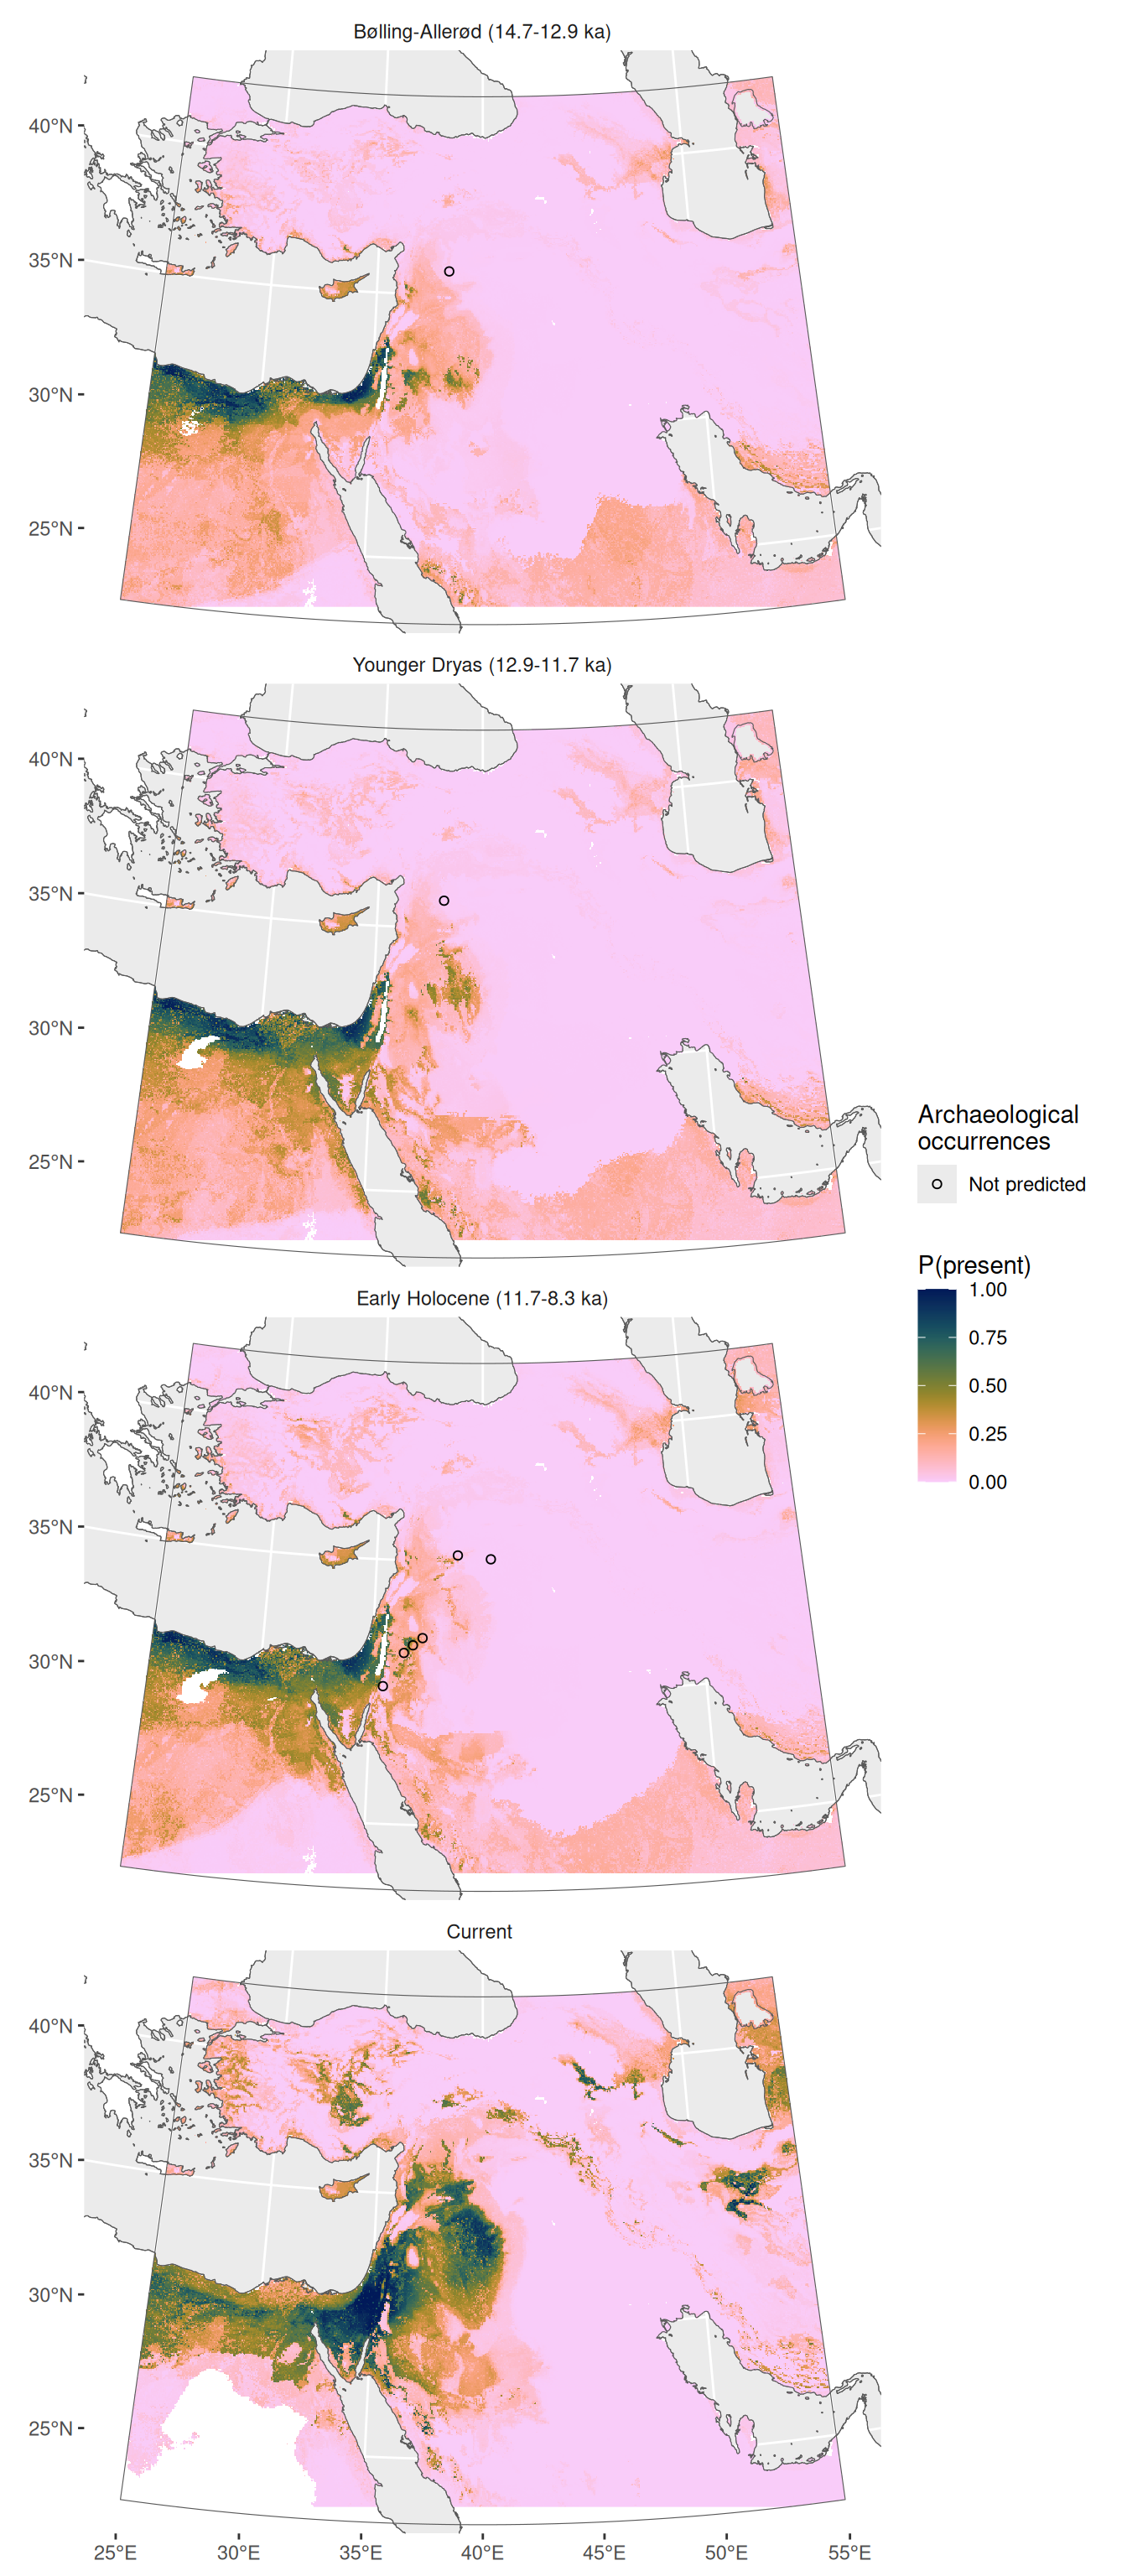 Bølling-Allerød (14.7-12.9 ka)
40°N
35°N
30°N
25°N
Younger Dryas (12.9-11.7 ka)
40°N
35°N
30°N
25°N
Archaeological
occurrences
Not predicted
P(present)
1.00
0.75
0.50
0.25
0.00
Early Holocene (11.7-8.3 ka)
40°N
35°N
30°N
25°N
Current
40°N
35°N
30°N
25°N
25°E 30°E 35°E 40°E 45°E 50°E 55°E